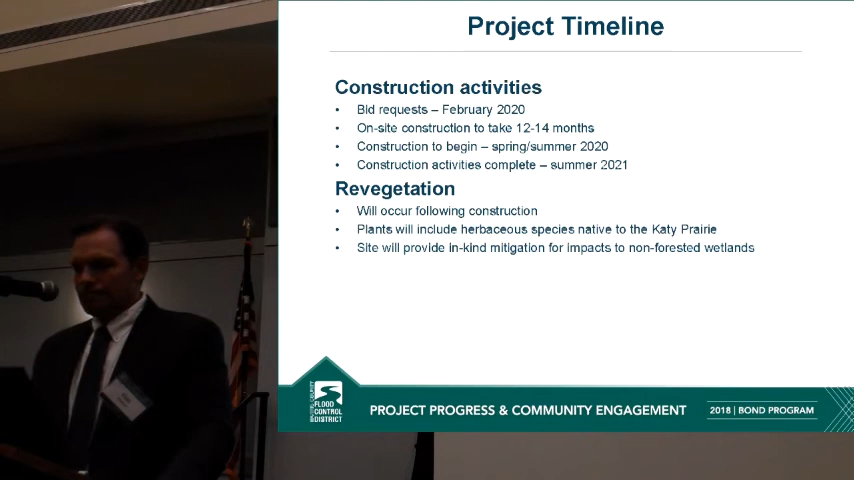 Project Timeline
Construction activities
• Bid requests – February 2020
• On-site construction to take 12-14 months
• Construction to begin – spring/summer 2020
• Construction activities complete – summer 2021
Revegetation
• Will occur following construction
• Plants will include herbaceous species native to the Katy Prairie
• Site will provide in-kind mitigation for impacts to non-forested wetlands
FLOOD
CONTROL
DISTRICT
PROJECT PROGRESS & COMMUNITY ENGAGEMENT
2018 | BOND PROGRAM